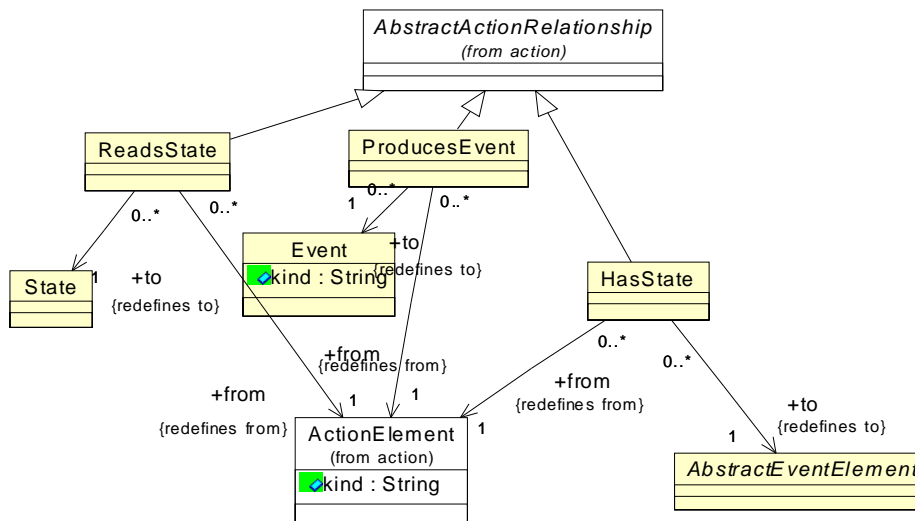 AbstractActionRelationship
(from action)
ReadsState
ProducesEvent
0..*
0..*
1
0..*
0..*
Event
kind : String
+to
{redefines to}
State
1
+to
{redefines to}
HasState
0..*
0..*
+from
{redefines from}
+from
{redefines from}
+from
{redefines from}
+to
{redefines to}
1
1
1
1
ActionElement
(from action)
kind : String
AbstractEventElement